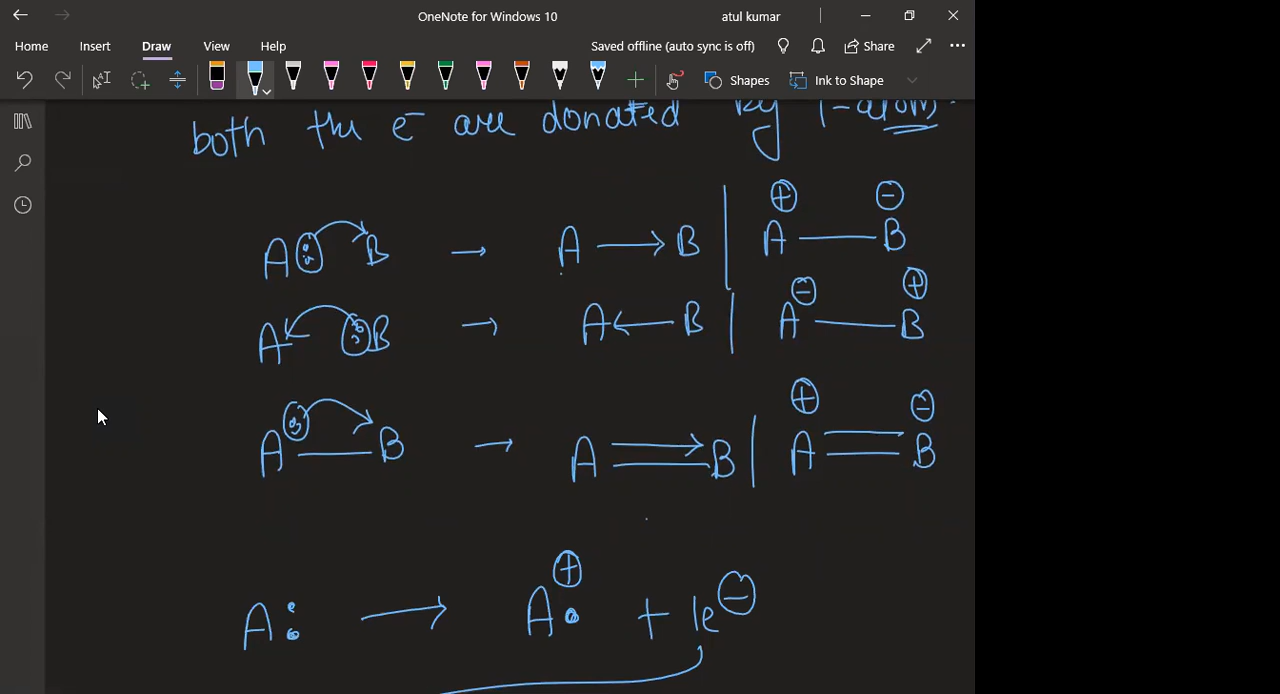 OneNote for Windows 10
atul kumar
Home Insert Draw View Help
Saved offline (auto sync is off) Share
Shapes Ink to Shape
both the e⁻ are donated by 1-atom.
A: B → A → B | A⊕ — B⊖
A :B → A ← B | A⊖ — B⊕
A: — B → A ⇒ B | A⊕ = B⊖
A: → A•⊕ + 1e⊖